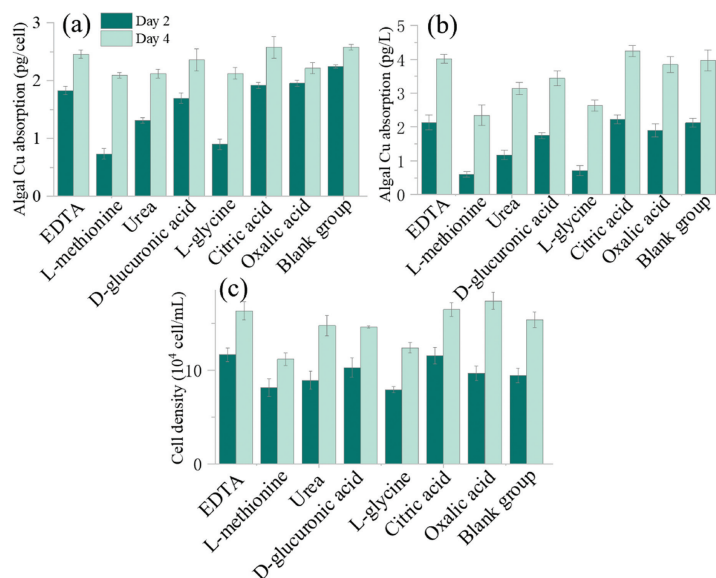 (a)
Day 2
Day 4
Algal Cu absorption (pg/cell)
3
2
1
0
EDTA
L-methionine
Urea
D-glucuronic acid
L-glycine
Citric acid
Oxalic acid
Blank group
(b)
Algal Cu absorption (pg/L)
5
4
3
2
1
0
EDTA
L-methionine
Urea
D-glucuronic acid
L-glycine
Citric acid
Oxalic acid
Blank group
(c)
Cell density (10⁴ cell/mL)
10
0
EDTA
L-methionine
Urea
D-glucuronic acid
L-glycine
Citric acid
Oxalic acid
Blank group